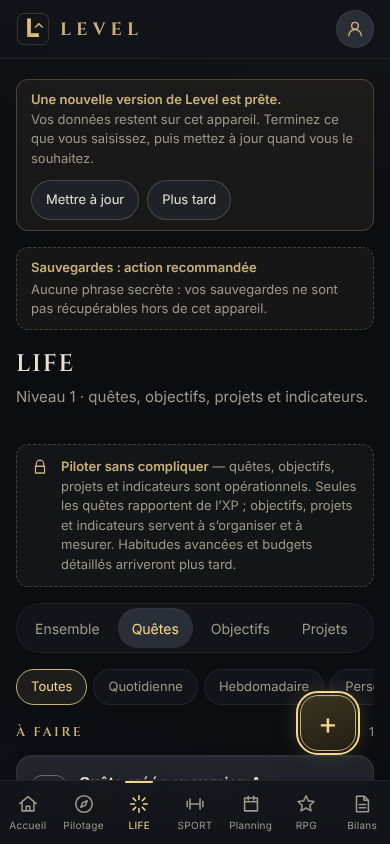 LEVEL
Une nouvelle version de Level est prête.
Vos données restent sur cet appareil. Terminez ce
que vous saisissez, puis mettez à jour quand vous le
souhaitez.
Mettre à jour Plus tard
Sauvegardes : action recommandée
Aucune phrase secrète : vos sauvegardes ne sont
pas récupérables hors de cet appareil.
LIFE
Niveau 1 · quêtes, objectifs, projets et indicateurs.
Piloter sans compliquer — quêtes, objectifs,
projets et indicateurs sont opérationnels. Seules
les quêtes rapportent de l’XP ; objectifs, projets
et indicateurs servent à s’organiser et à
mesurer. Habitudes avancées et budgets
détaillés arriveront plus tard.
Ensemble Quêtes Objectifs Projets
Toutes Quotidienne Hebdomadaire
À FAIRE 1
+
Accueil Pilotage LIFE SPORT Planning RPG Bilans